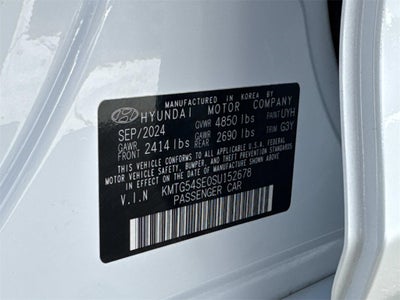 MANUFACTURED IN KOREA BY
HYUNDAI MOTOR COMPANY
SEP/2024 GVWR 4850 lbs PAINT UYH
GAWR FRONT 2414 lbs GAWR REAR 2690 lbs TRIM G3Y
THIS VEHICLE CONFORMS TO ALL APPLICABLE U.S. FEDERAL
MOTOR VEHICLE SAFETY, BUMPER, AND THEFT PREVENTION
STANDARDS IN EFFECT ON THE DATE OF MANUFACTURE
SHOWN ABOVE.
V.I.N KMTG54SE0SU152678
PASSENGER CAR